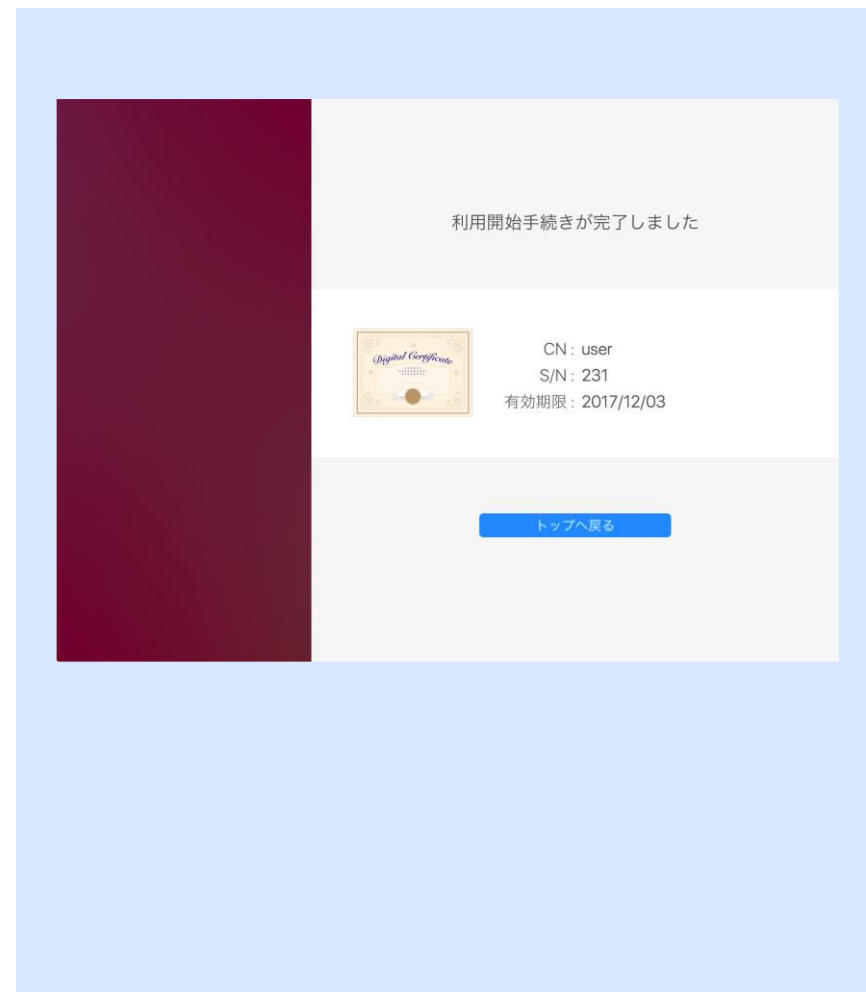 利用開始手続きが完了しました
Digital Certificate
CN : user
S/N : 231
有効期限 : 2017/12/03
トップへ戻る